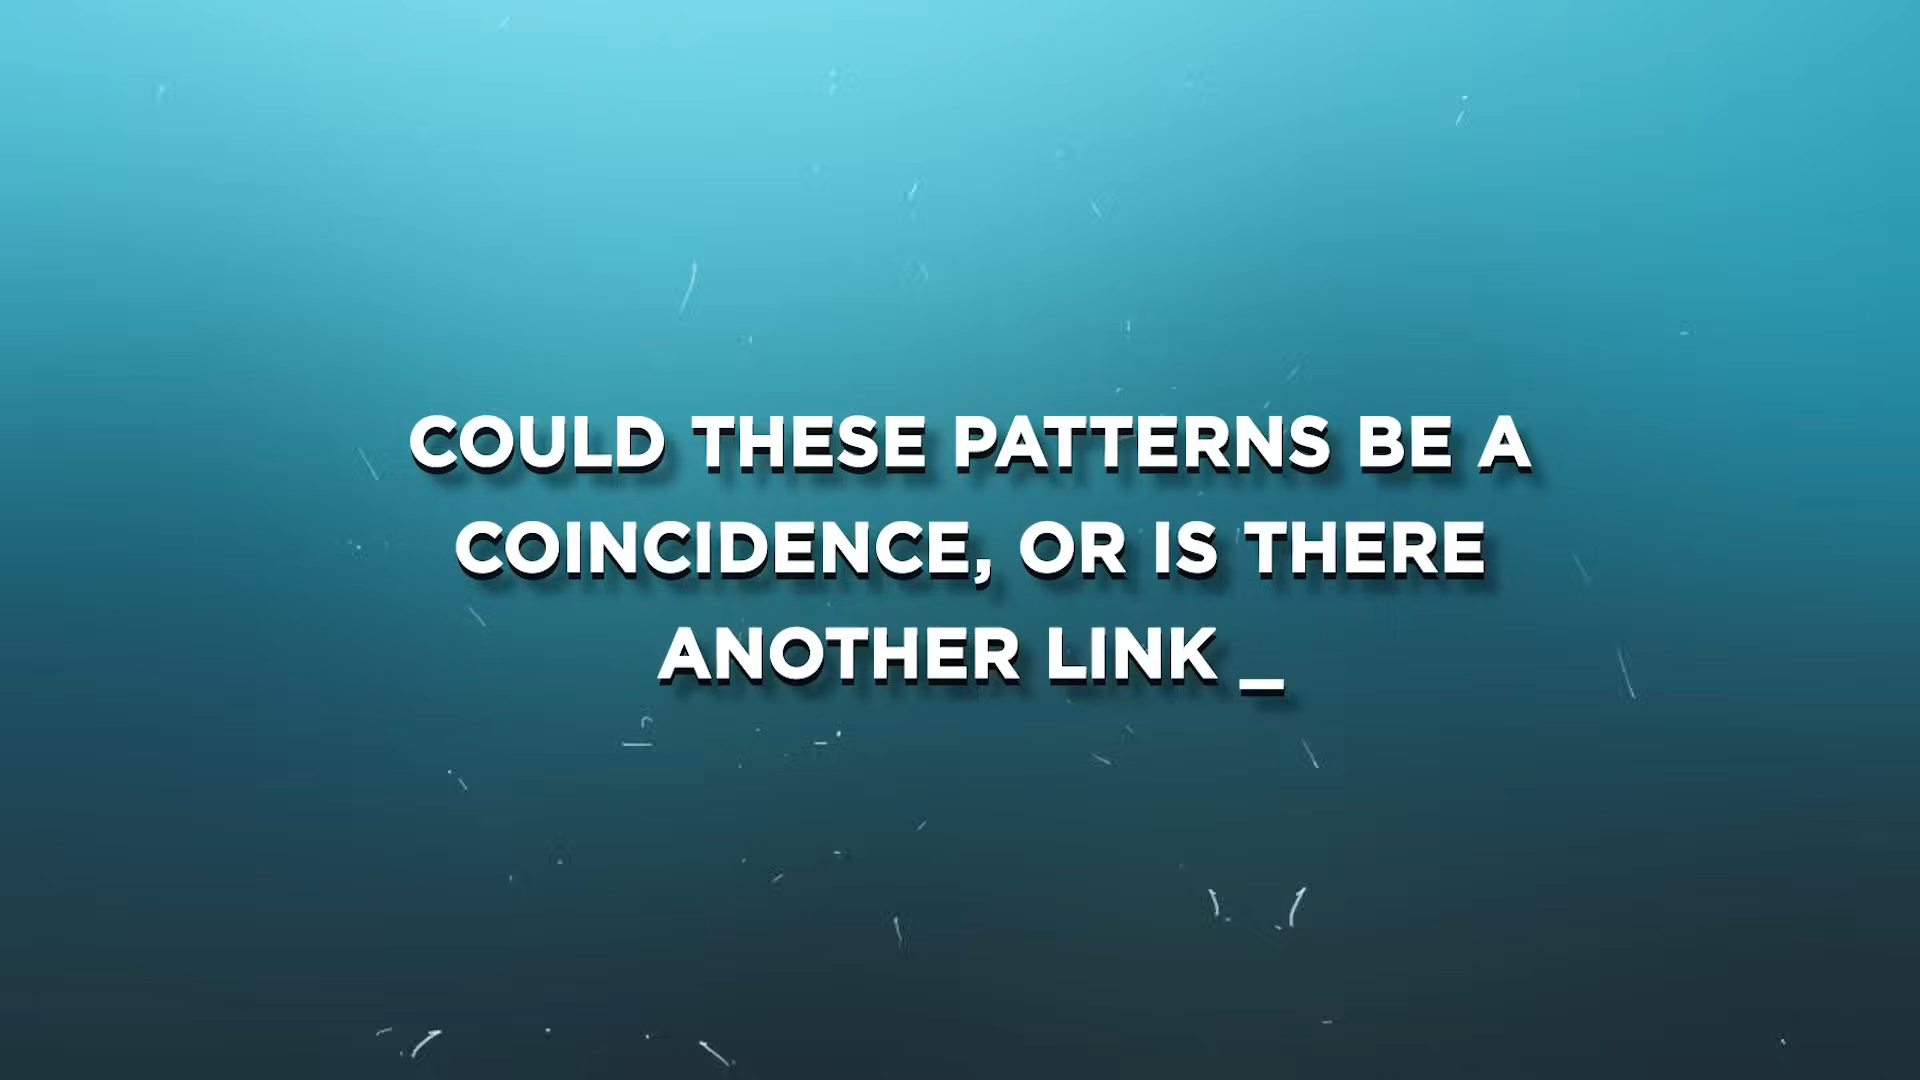 COULD THESE PATTERNS BE A
COINCIDENCE, OR IS THERE
ANOTHER LINK _